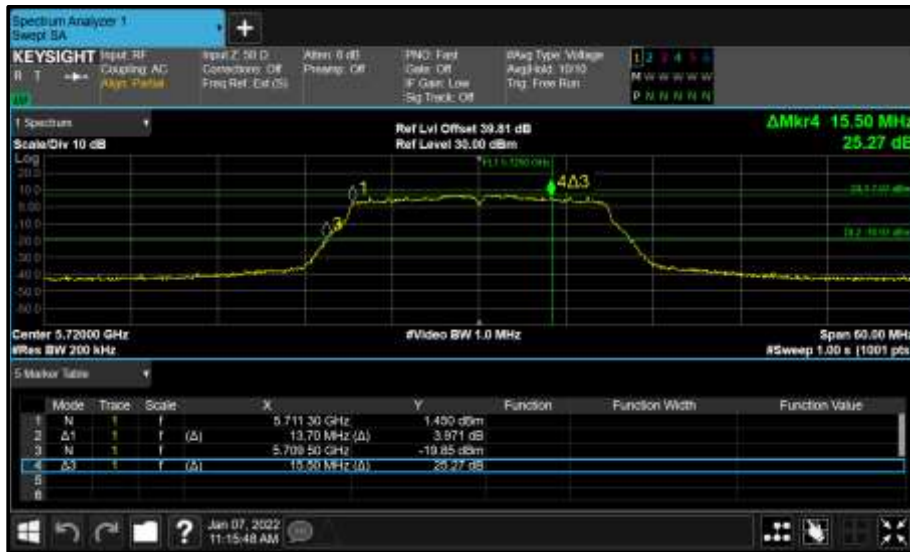 Spectrum Analyzer 1
Swept SA
+
KEYSIGHT Input: RF
R T Coupling: AC
Align: Partial
Input Z: 50 Ω
Corrections: Off
Freq Ref: Ext (S)
Atten: 0 dB
Preamp: Off
PNO: Fast
Gate: Off
IF Gain: Low
Sig Track: Off
#Avg Type: Voltage
Avg|Hold: 10/10
Trig: Free Run
1 2 3 4 5 6
M W W W W W
P N N N N N
1 Spectrum
Scale/Div 10 dB
Ref Lvl Offset 39.81 dB
Ref Level 30.00 dBm
ΔMkr4 15.50 MHz
25.27 dB
Log
20.0
10.0
0.00
-10.0
-20.0
-30.0
-40.0
-50.0
1
3
4Δ3
Center 5.72000 GHz
#Res BW 200 kHz
#Video BW 1.0 MHz
Span 60.00 MHz
#Sweep 1.00 s (1001 pts
5 Marker Table
Mode Trace Scale X Y Function Function Width Function Value
1 N 1 f 5.711 30 GHz 1.450 dBm
2 Δ1 1 f (Δ) 13.70 MHz (Δ) 3.971 dB
3 N 1 f 5.709 50 GHz -19.85 dBm
4 Δ3 1 f (Δ) 15.50 MHz (Δ) 25.27 dB
5
6
?
Jan 07, 2022
11:15:48 AM